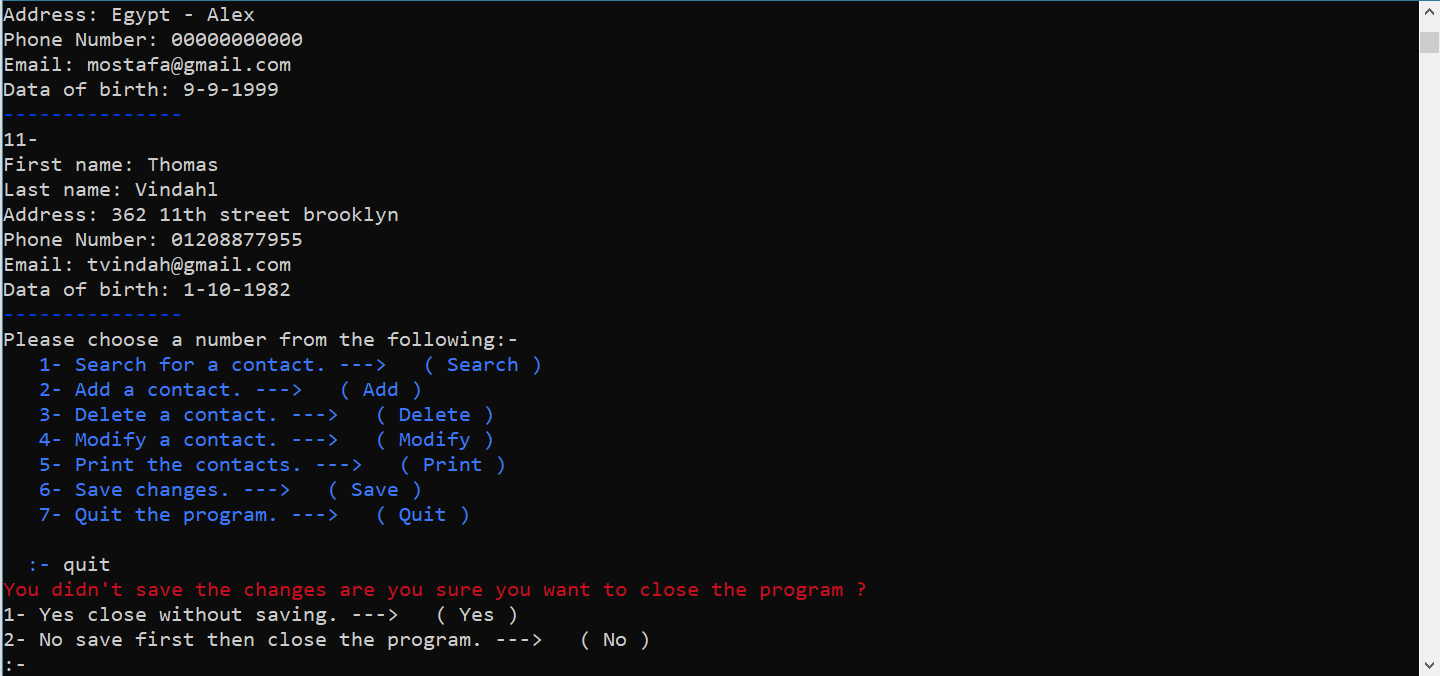 Address: Egypt - Alex
Phone Number: 00000000000
Email: mostafa@gmail.com
Data of birth: 9-9-1999
---------------
11-
First name: Thomas
Last name: Vindahl
Address: 362 11th street brooklyn
Phone Number: 01208877955
Email: tvindah@gmail.com
Data of birth: 1-10-1982
---------------
Please choose a number from the following:-
   1- Search for a contact. --->   ( Search )
   2- Add a contact. --->   ( Add )
   3- Delete a contact. --->   ( Delete )
   4- Modify a contact. --->   ( Modify )
   5- Print the contacts. --->   ( Print )
   6- Save changes. --->   ( Save )
   7- Quit the program. --->   ( Quit )
  :- quit
You didn't save the changes are you sure you want to close the program ?
1- Yes close without saving. --->   ( Yes )
2- No save first then close the program. --->   ( No )
:-